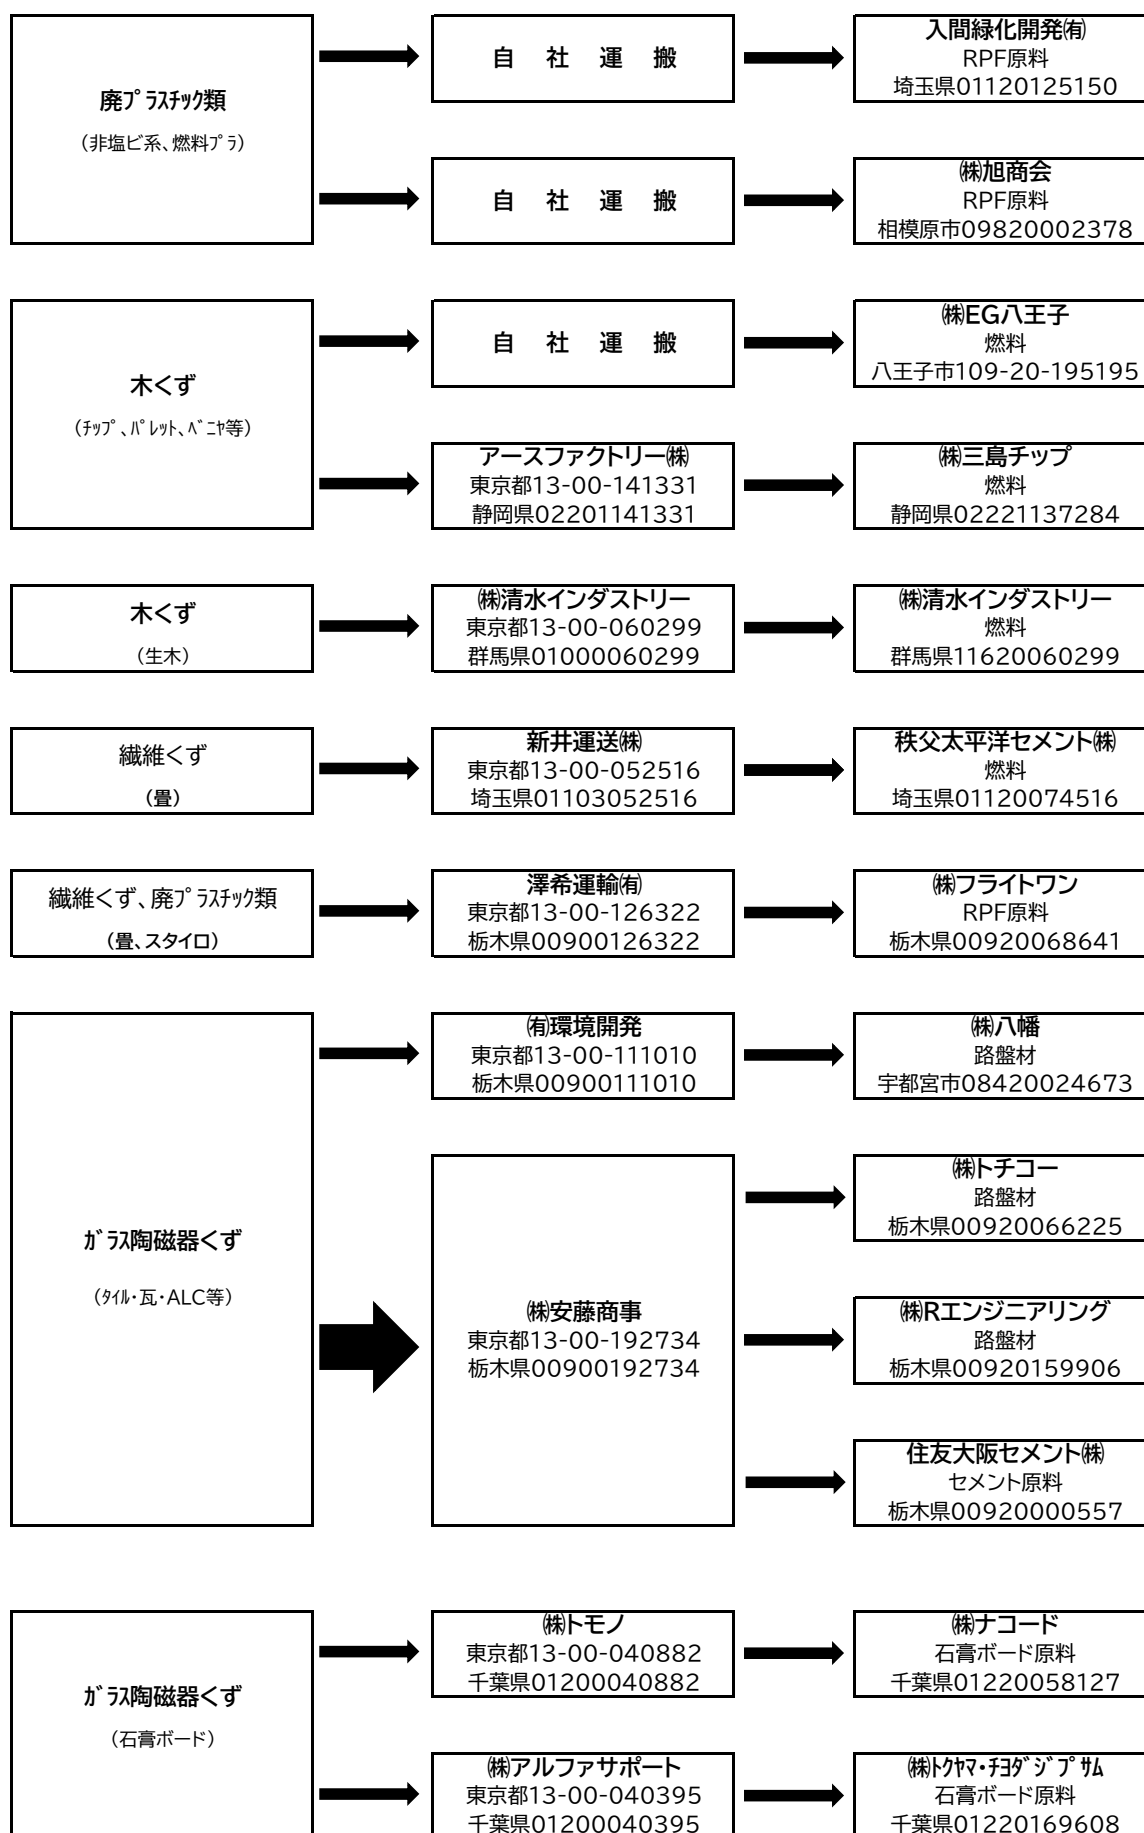 廃プラスチック類
（非塩ビ系、燃料プラ）
自 社 運 搬
入間緑化開発㈲
RPF原料
埼玉県01120125150
自 社 運 搬
㈱旭商会
RPF原料
相模原市09820002378
木くず
（チップ、パレット、ベニヤ等）
自 社 運 搬
㈱EG八王子
燃料
八王子市109-20-195195
アースファクトリー㈱
東京都13-00-141331
静岡県02201141331
㈱三島チップ
燃料
静岡県02221137284
木くず
（生木）
㈱清水インダストリー
東京都13-00-060299
群馬県01000060299
㈱清水インダストリー
燃料
群馬県11620060299
繊維くず
（畳）
新井運送㈱
東京都13-00-052516
埼玉県01103052516
秩父太平洋セメント㈱
燃料
埼玉県01120074516
繊維くず、廃プラスチック類
（畳、スタイロ）
澤希運輸㈲
東京都13-00-126322
栃木県00900126322
㈱フライトワン
RPF原料
栃木県00920068641
ガラス陶磁器くず
（タイル・瓦・ALC等）
㈲環境開発
東京都13-00-111010
栃木県00900111010
㈱八幡
路盤材
宇都宮市08420024673
㈱安藤商事
東京都13-00-192734
栃木県00900192734
㈱トチコー
路盤材
栃木県00920066225
㈱Rエンジニアリング
路盤材
栃木県00920159906
住友大阪セメント㈱
セメント原料
栃木県00920000557
ガラス陶磁器くず
（石膏ボード）
㈱トモノ
東京都13-00-040882
千葉県01200040882
㈱ナコード
石膏ボード原料
千葉県01220058127
㈱アルファサポート
東京都13-00-040395
千葉県01200040395
㈱トクヤマ・チヨダジプサム
石膏ボード原料
千葉県01220169608